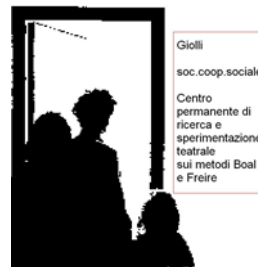 Giolli
soc.coop.sociale
Centro
permanente di
ricerca e
sperimentazione
teatrale
sui metodi Boal
e Freire